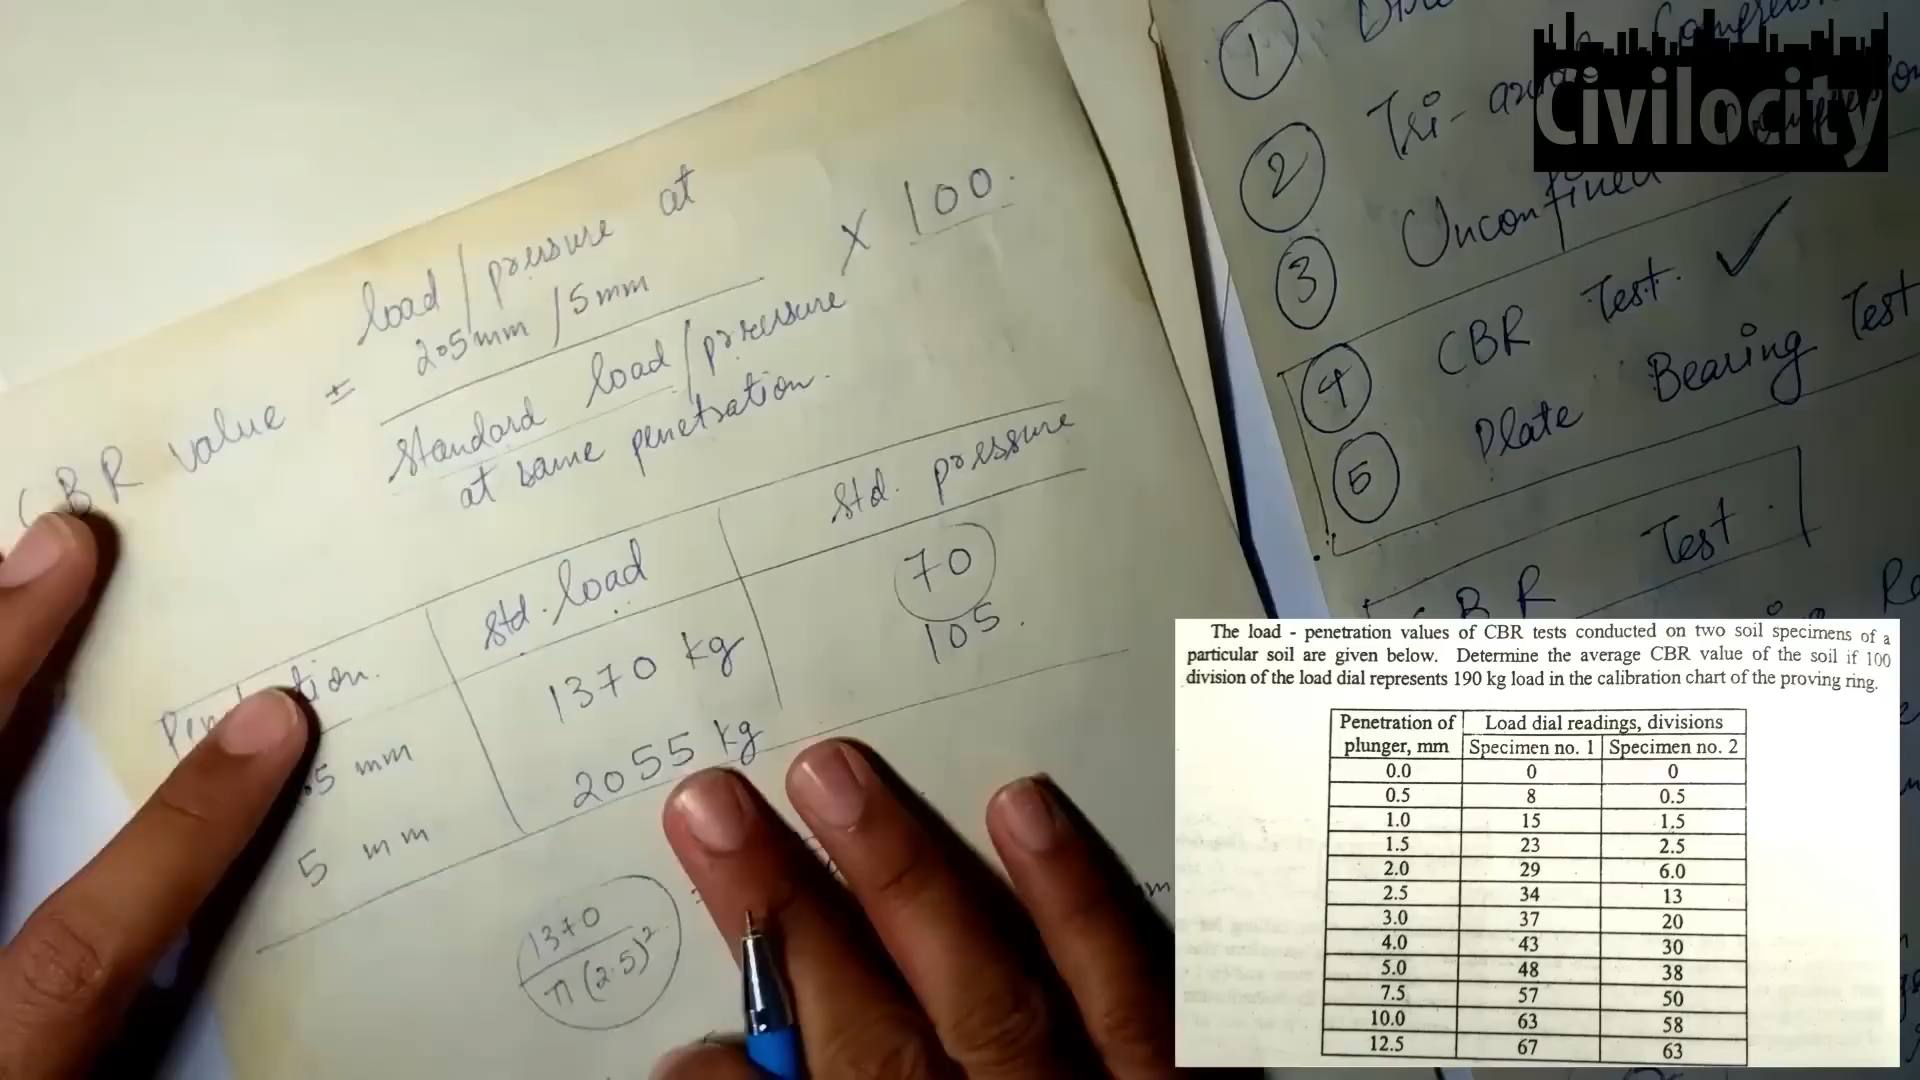 load/pressure at
2.5mm/5mm
CBR value = × 100.
Standard load/pressure
at same penetration.
std. load std. pressure
.5 mm 1370 kg 70
5 mm 2055 kg 105.
1370
π(2.5)²
1
2 Tri-
3 Unconfined
4 CBR Test. ✓
5 Plate Bearing Test
CBR Test.
Civilocity
The load - penetration values of CBR tests conducted on two soil specimens of a
particular soil are given below. Determine the average CBR value of the soil if 100
division of the load dial represents 190 kg load in the calibration chart of the proving ring.
Penetration of Load dial readings, divisions
plunger, mm Specimen no. 1 Specimen no. 2
0.0 0 0
0.5 8 0.5
1.0 15 1.5
1.5 23 2.5
2.0 29 6.0
2.5 34 13
3.0 37 20
4.0 43 30
5.0 48 38
7.5 57 50
10.0 63 58
12.5 67 63